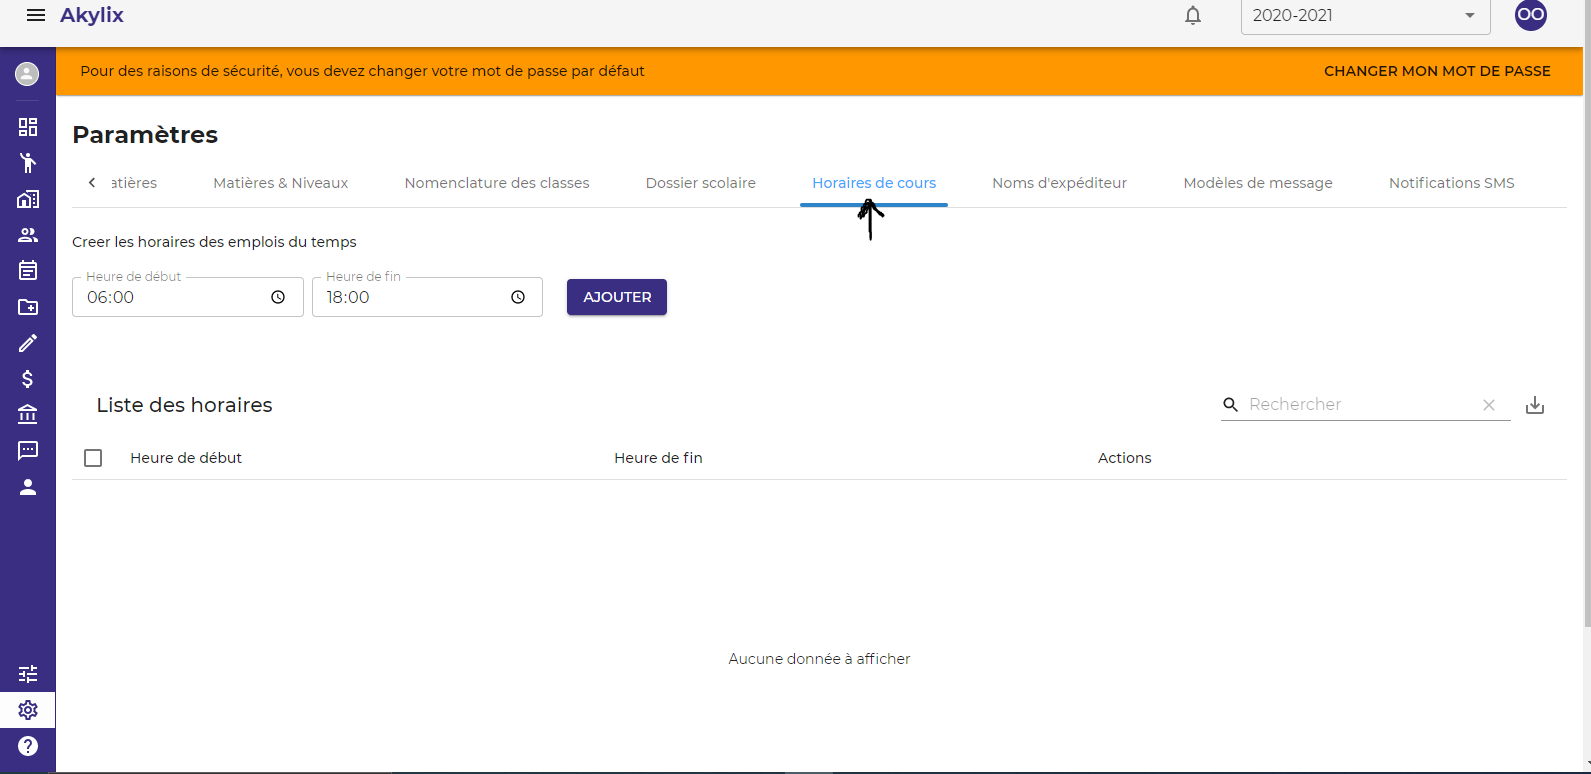 Akylix
2020-2021
OO
Pour des raisons de sécurité, vous devez changer votre mot de passe par défaut
CHANGER MON MOT DE PASSE
Paramètres
atières
Matières & Niveaux
Nomenclature des classes
Dossier scolaire
Horaires de cours
Noms d'expéditeur
Modèles de message
Notifications SMS
Creer les horaires des emplois du temps
Heure de début
Heure de fin
06:00
18:00
AJOUTER
Liste des horaires
Rechercher
Heure de début
Heure de fin
Actions
Aucune donnée à afficher